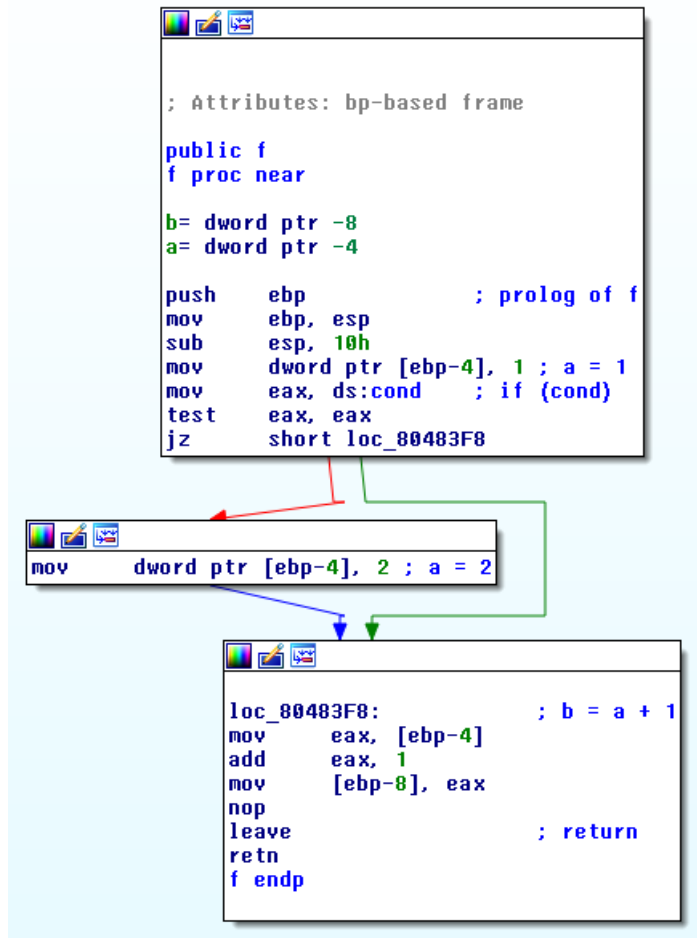 ; Attributes: bp-based frame
public f
f proc near
b= dword ptr -8
a= dword ptr -4
push ebp ; prolog of f
mov ebp, esp
sub esp, 10h
mov dword ptr [ebp-4], 1 ; a = 1
mov eax, ds:cond ; if (cond)
test eax, eax
jz short loc_80483F8
mov dword ptr [ebp-4], 2 ; a = 2
loc_80483F8: ; b = a + 1
mov eax, [ebp-4]
add eax, 1
mov [ebp-8], eax
nop
leave ; return
retn
f endp